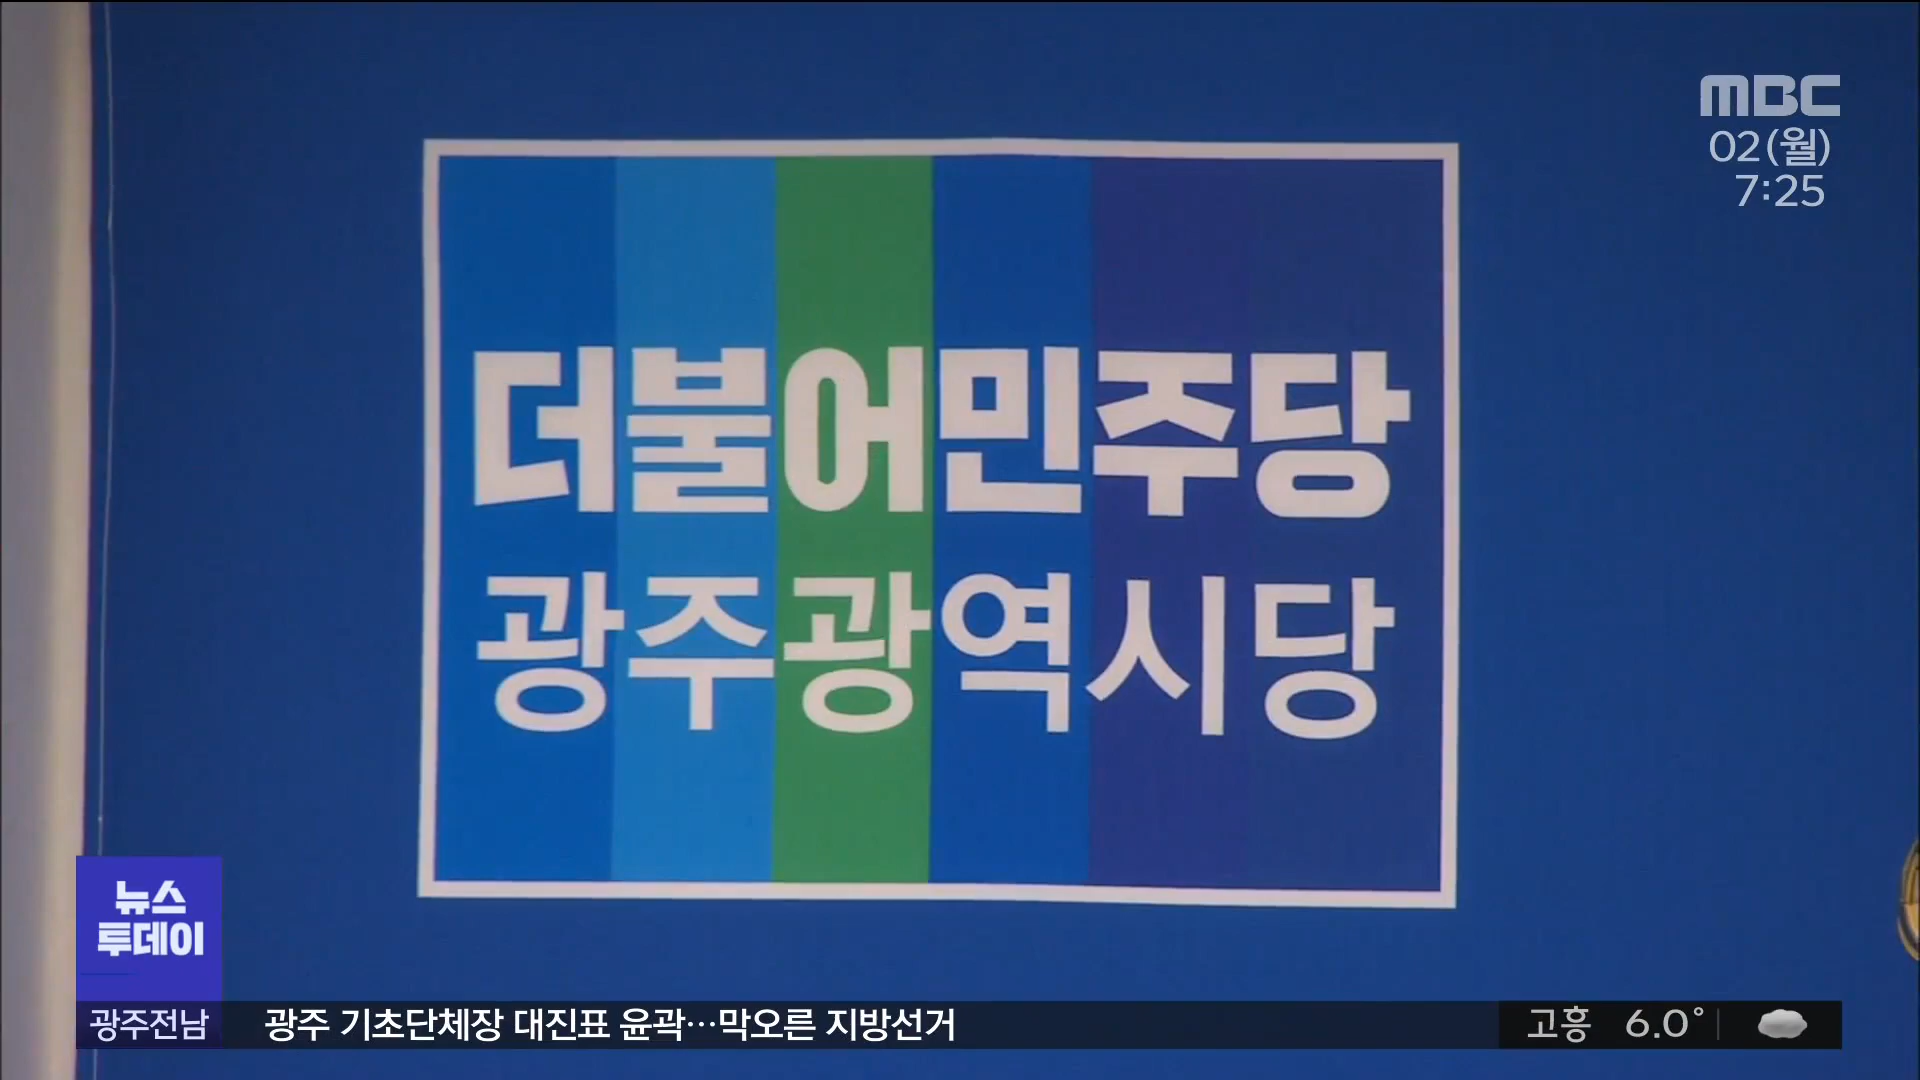 MBC
02(월)
7:25
더불어민주당
광주광역시당
뉴스
투데이
광주전남 광주 기초단체장 대진표 윤곽…막오른 지방선거 고흥 6.0°